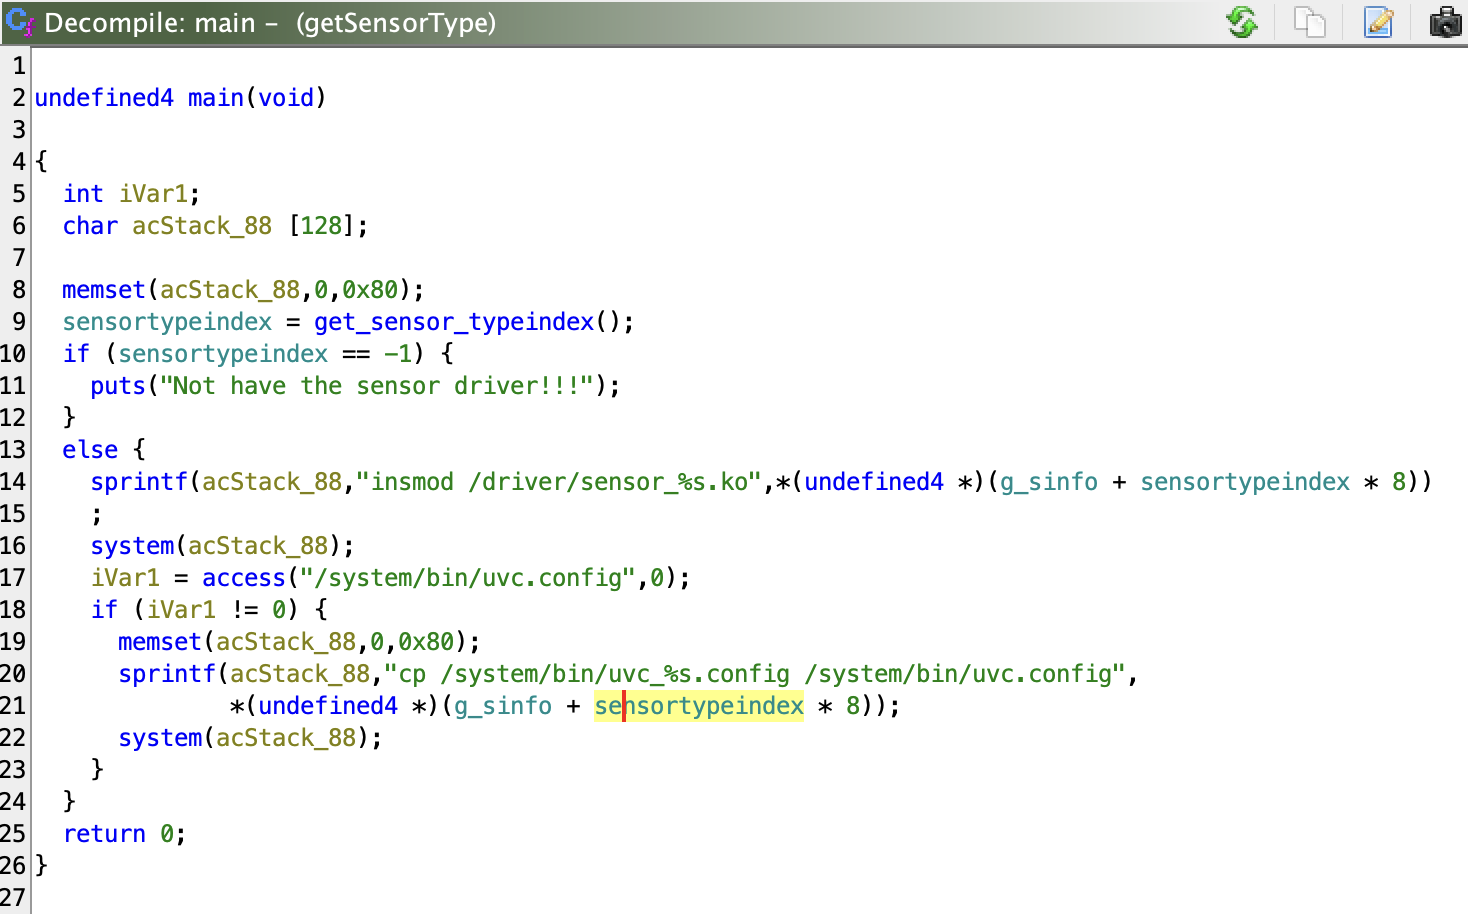 Decompile: main – (getSensorType)
1
2 undefined4 main(void)
3
4 {
5 int iVar1;
6 char acStack_88 [128];
7
8 memset(acStack_88,0,0x80);
9 sensortypeindex = get_sensor_typeindex();
10 if (sensortypeindex == -1) {
11 puts("Not have the sensor driver!!!");
12 }
13 else {
14 sprintf(acStack_88,"insmod /driver/sensor_%s.ko",*(undefined4 *)(g_sinfo + sensortypeindex * 8))
15 ;
16 system(acStack_88);
17 iVar1 = access("/system/bin/uvc.config",0);
18 if (iVar1 != 0) {
19 memset(acStack_88,0,0x80);
20 sprintf(acStack_88,"cp /system/bin/uvc_%s.config /system/bin/uvc.config",
21 *(undefined4 *)(g_sinfo + sensortypeindex * 8));
22 system(acStack_88);
23 }
24 }
25 return 0;
26 }
27